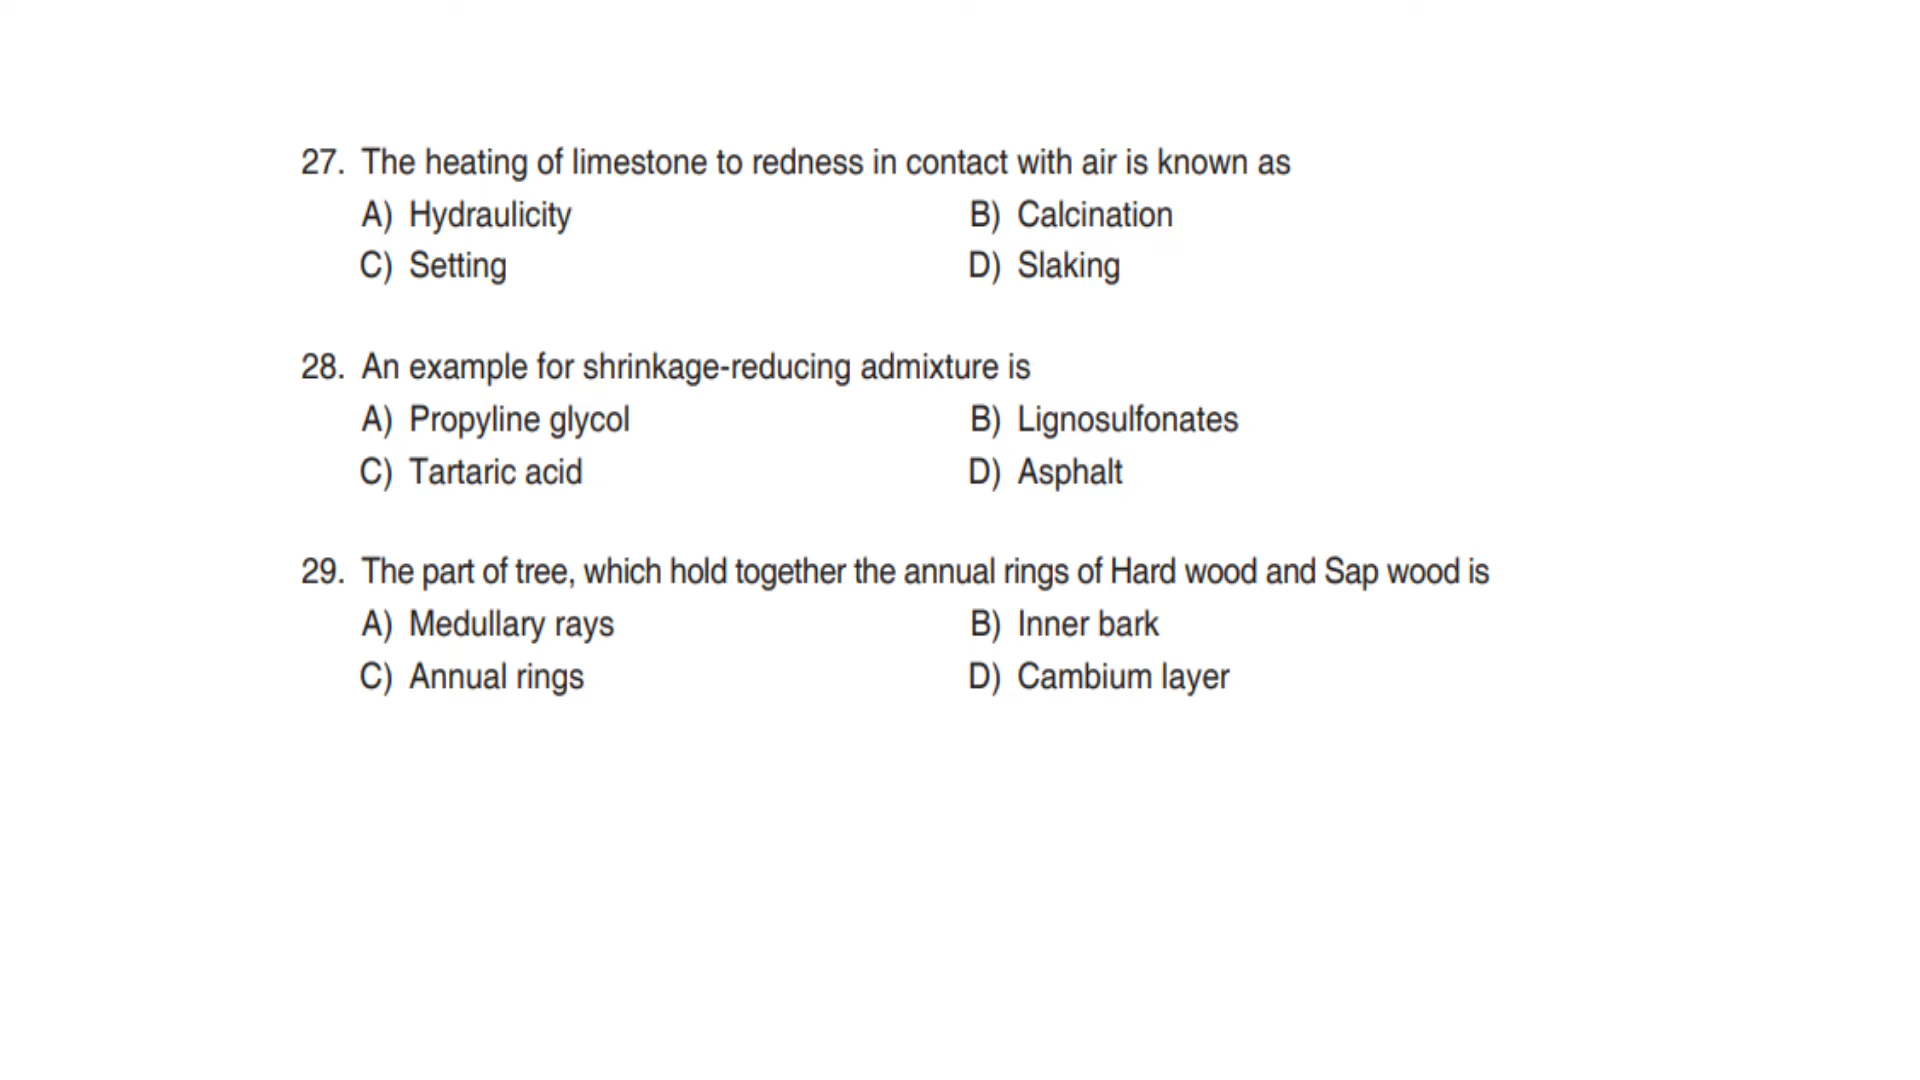 27. The heating of limestone to redness in contact with air is known as
A) Hydraulicity B) Calcination
C) Setting D) Slaking
28. An example for shrinkage-reducing admixture is
A) Propyline glycol B) Lignosulfonates
C) Tartaric acid D) Asphalt
29. The part of tree, which hold together the annual rings of Hard wood and Sap wood is
A) Medullary rays B) Inner bark
C) Annual rings D) Cambium layer